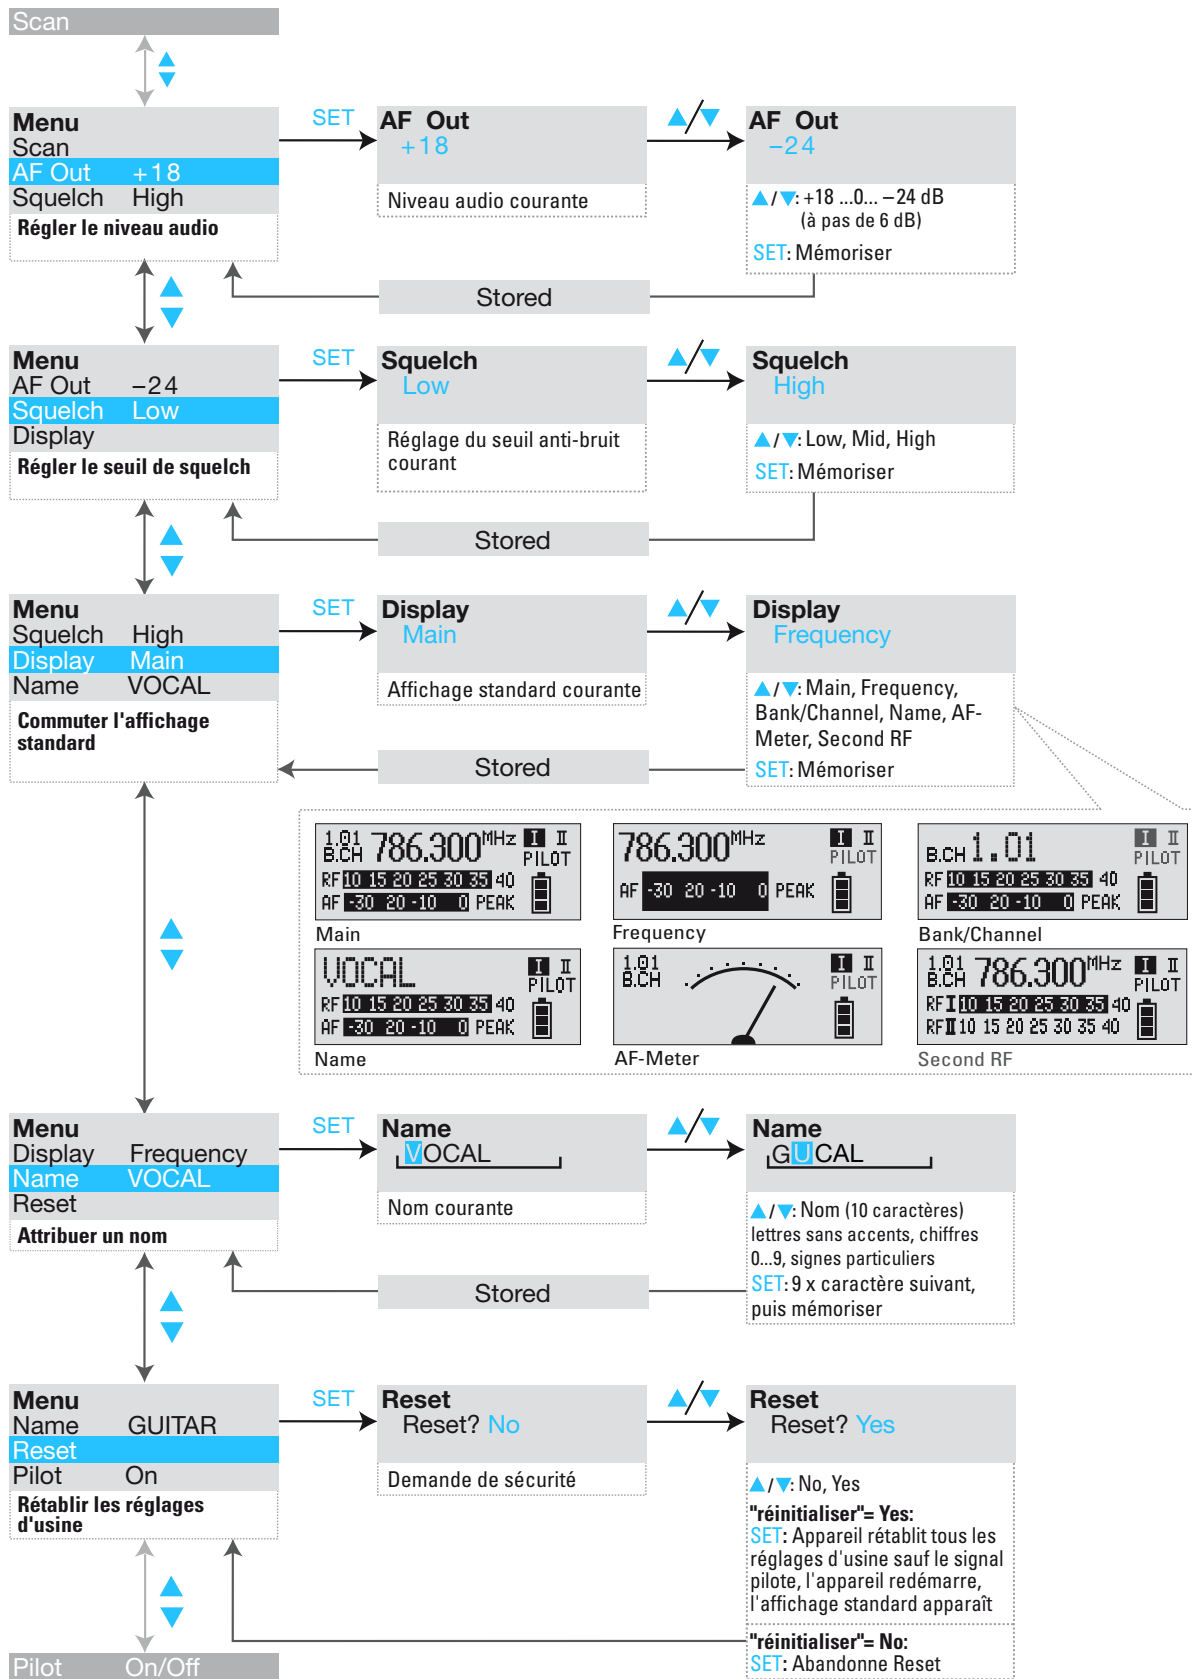 Scan
Menu
Scan
AF Out +18
Squelch High
Régler le niveau audio
SET
AF Out
+18
Niveau audio courante
AF Out
–24
▲/▼: +18 ...0... –24 dB
(à pas de 6 dB)
SET: Mémoriser
Stored
Menu
AF Out –24
Squelch Low
Display
Régler le seuil de squelch
SET
Squelch
Low
Réglage du seuil anti-bruit
courant
Squelch
High
▲/▼: Low, Mid, High
SET: Mémoriser
Stored
Menu
Squelch High
Display Main
Name VOCAL
Commuter l'affichage
standard
SET
Display
Main
Affichage standard courante
Display
Frequency
▲/▼: Main, Frequency,
Bank/Channel, Name, AF-
Meter, Second RF
SET: Mémoriser
Stored
1.01
B.CH 786.300 MHz I II
PILOT
RF 10 15 20 25 30 35 40
AF -30 20 -10 0 PEAK
Main
786.300 MHz I II
PILOT
AF -30 20 -10 0 PEAK
Frequency
B.CH 1.01 I II
PILOT
RF 10 15 20 25 30 35 40
AF -30 20 -10 0 PEAK
Bank/Channel
VOCAL I II
PILOT
RF 10 15 20 25 30 35 40
AF -30 20 -10 0 PEAK
Name
1.01
B.CH I II
PILOT
AF-Meter
1.01
B.CH 786.300 MHz I II
PILOT
RF I 10 15 20 25 30 35 40
RF II 10 15 20 25 30 35 40
Second RF
Menu
Display Frequency
Name VOCAL
Reset
Attribuer un nom
SET
Name
VOCAL
Nom courante
Name
GUCAL
▲/▼: Nom (10 caractères)
lettres sans accents, chiffres
0...9, signes particuliers
SET: 9 x caractère suivant,
puis mémoriser
Stored
Menu
Name GUITAR
Reset
Pilot On
Rétablir les réglages
d'usine
SET
Reset
Reset? No
Demande de sécurité
Reset
Reset? Yes
▲/▼: No, Yes
"réinitialiser"= Yes:
SET: Appareil rétablit tous les
réglages d'usine sauf le signal
pilote, l'appareil redémarre,
l'affichage standard apparaît
"réinitialiser"= No:
SET: Abandonne Reset
Pilot On/Off